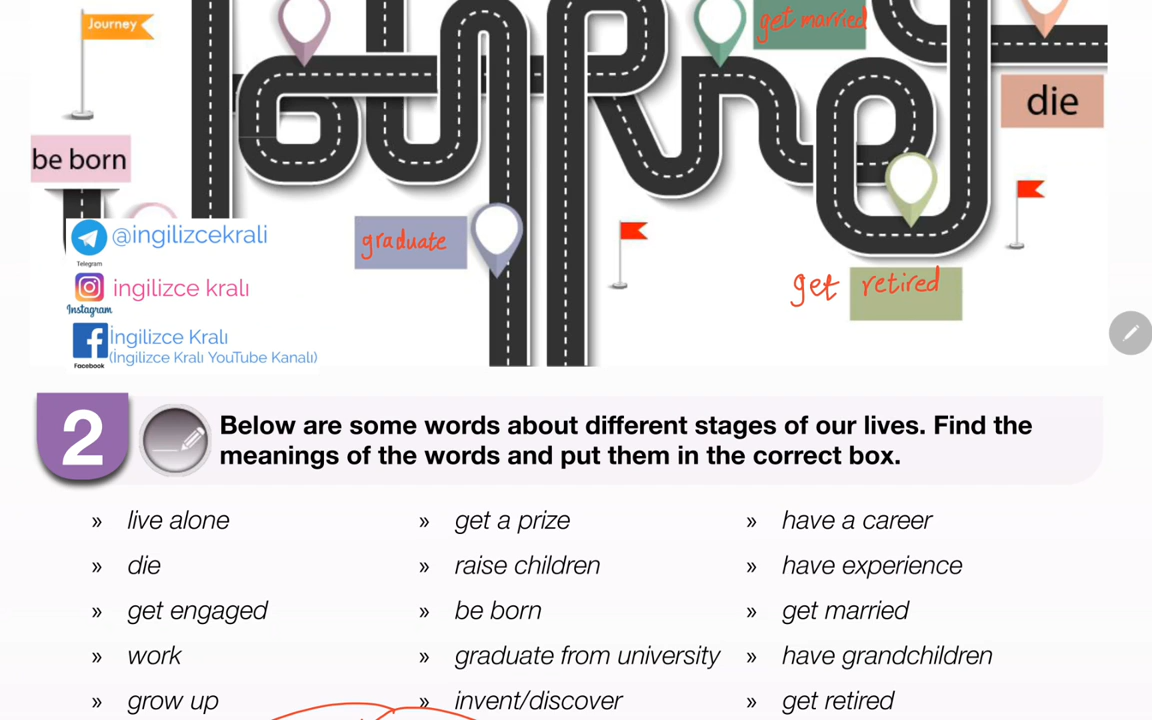 Journey
get married
die
be born
@ingilizcekrali
Telegram
graduate
ingilizce kralı
Instagram
get retired
İngilizce Kralı
(İngilizce Kralı YouTube Kanalı)
Facebook
2
Below are some words about different stages of our lives. Find the
meanings of the words and put them in the correct box.
» live alone
» get a prize
» have a career
» die
» raise children
» have experience
» get engaged
» be born
» get married
» work
» graduate from university
» have grandchildren
» grow up
» invent/discover
» get retired